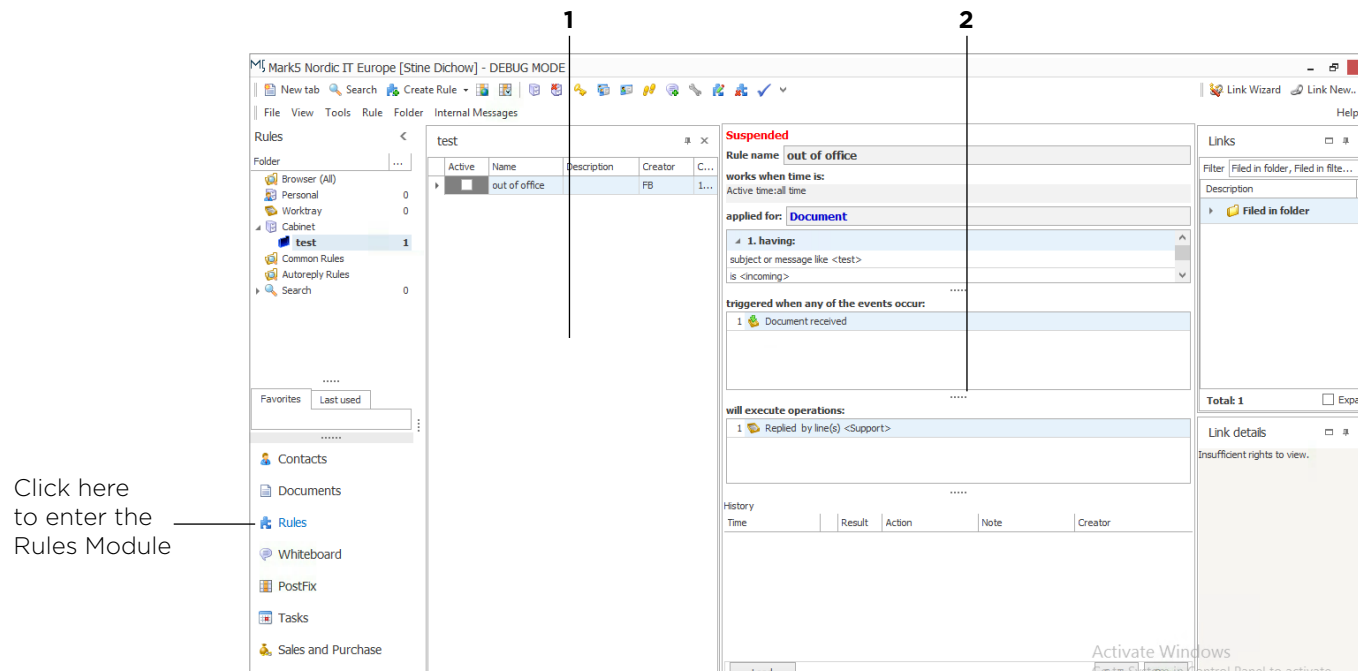 1
2
Mark5 Nordic IT Europe [Stine Dichow] - DEBUG MODE
New tab Search Create Rule Link Wizard Link New..
File View Tools Rule Folder Internal Messages Help
Rules
Folder ...
Browser (All)
Personal 0
Worktray 0
Cabinet
test 1
Common Rules
Autoreply Rules
Search 0
Favorites Last used
Contacts
Documents
Rules
Whiteboard
PostFix
Tasks
Sales and Purchase
Click here
to enter the
Rules Module
test
Active Name Description Creator C...
out of office FB 1...
Suspended
Rule name out of office
works when time is:
Active time:all time
applied for: Document
1. having:
subject or message like <test>
is <incoming>
triggered when any of the events occur:
1 Document received
will execute operations:
1 Replied by line(s) <Support>
History
Time Result Action Note Creator
Links
Filter Filed in folder, Filed in filte...
Description
Filed in folder
Total: 1 Expa
Link details
Insufficient rights to view.
Activate Windows